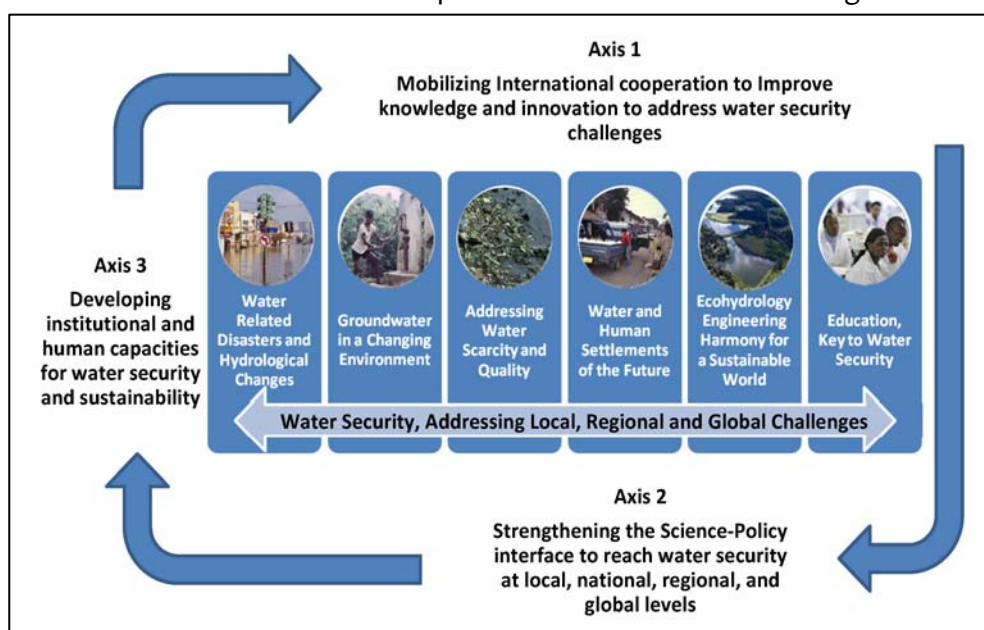 Axis 1
Mobilizing International cooperation to Improve
knowledge and innovation to address water security
challenges
Axis 3
Developing
institutional and
human capacities
for water security
and sustainability
Water
Related
Disasters and
Hydrological
Changes
Groundwater
in a Changing
Environment
Addressing
Water
Scarcity and
Quality
Water and
Human
Settlements
of the Future
Ecohydrology
Engineering
Harmony for
a Sustainable
World
Education,
Key to Water
Security
Water Security, Addressing Local, Regional and Global Challenges
Axis 2
Strengthening the Science-Policy
interface to reach water security
at local, national, regional, and
global levels